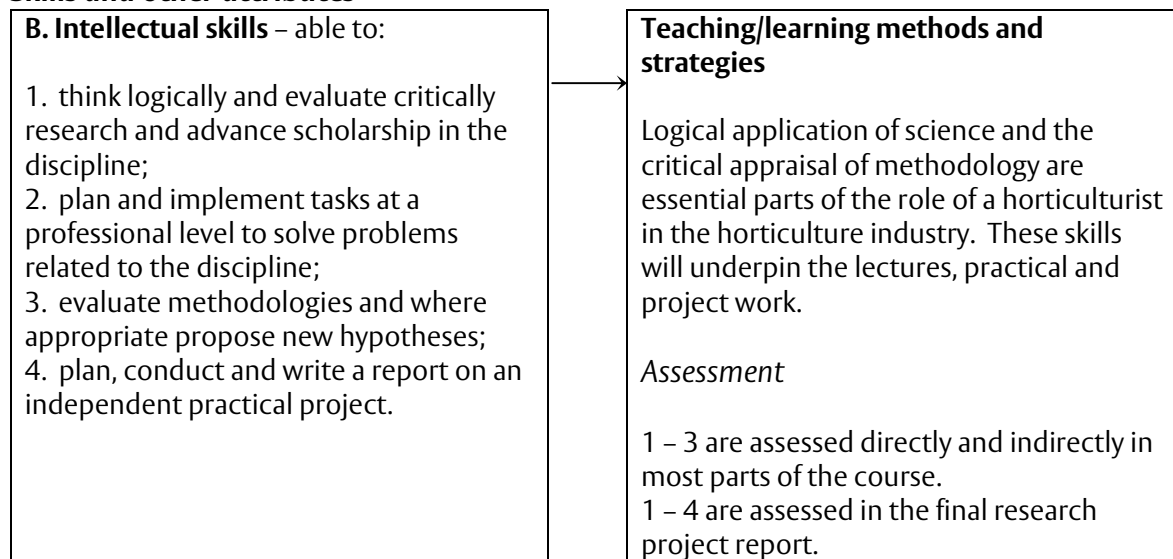 B. Intellectual skills – able to:
1. think logically and evaluate critically
research and advance scholarship in the
discipline;
2. plan and implement tasks at a
professional level to solve problems
related to the discipline;
3. evaluate methodologies and where
appropriate propose new hypotheses;
4. plan, conduct and write a report on an
independent practical project.
Teaching/learning methods and
strategies
Logical application of science and the
critical appraisal of methodology are
essential parts of the role of a horticulturist
in the horticulture industry. These skills
will underpin the lectures, practical and
project work.
Assessment
1 – 3 are assessed directly and indirectly in
most parts of the course.
1 – 4 are assessed in the final research
project report.